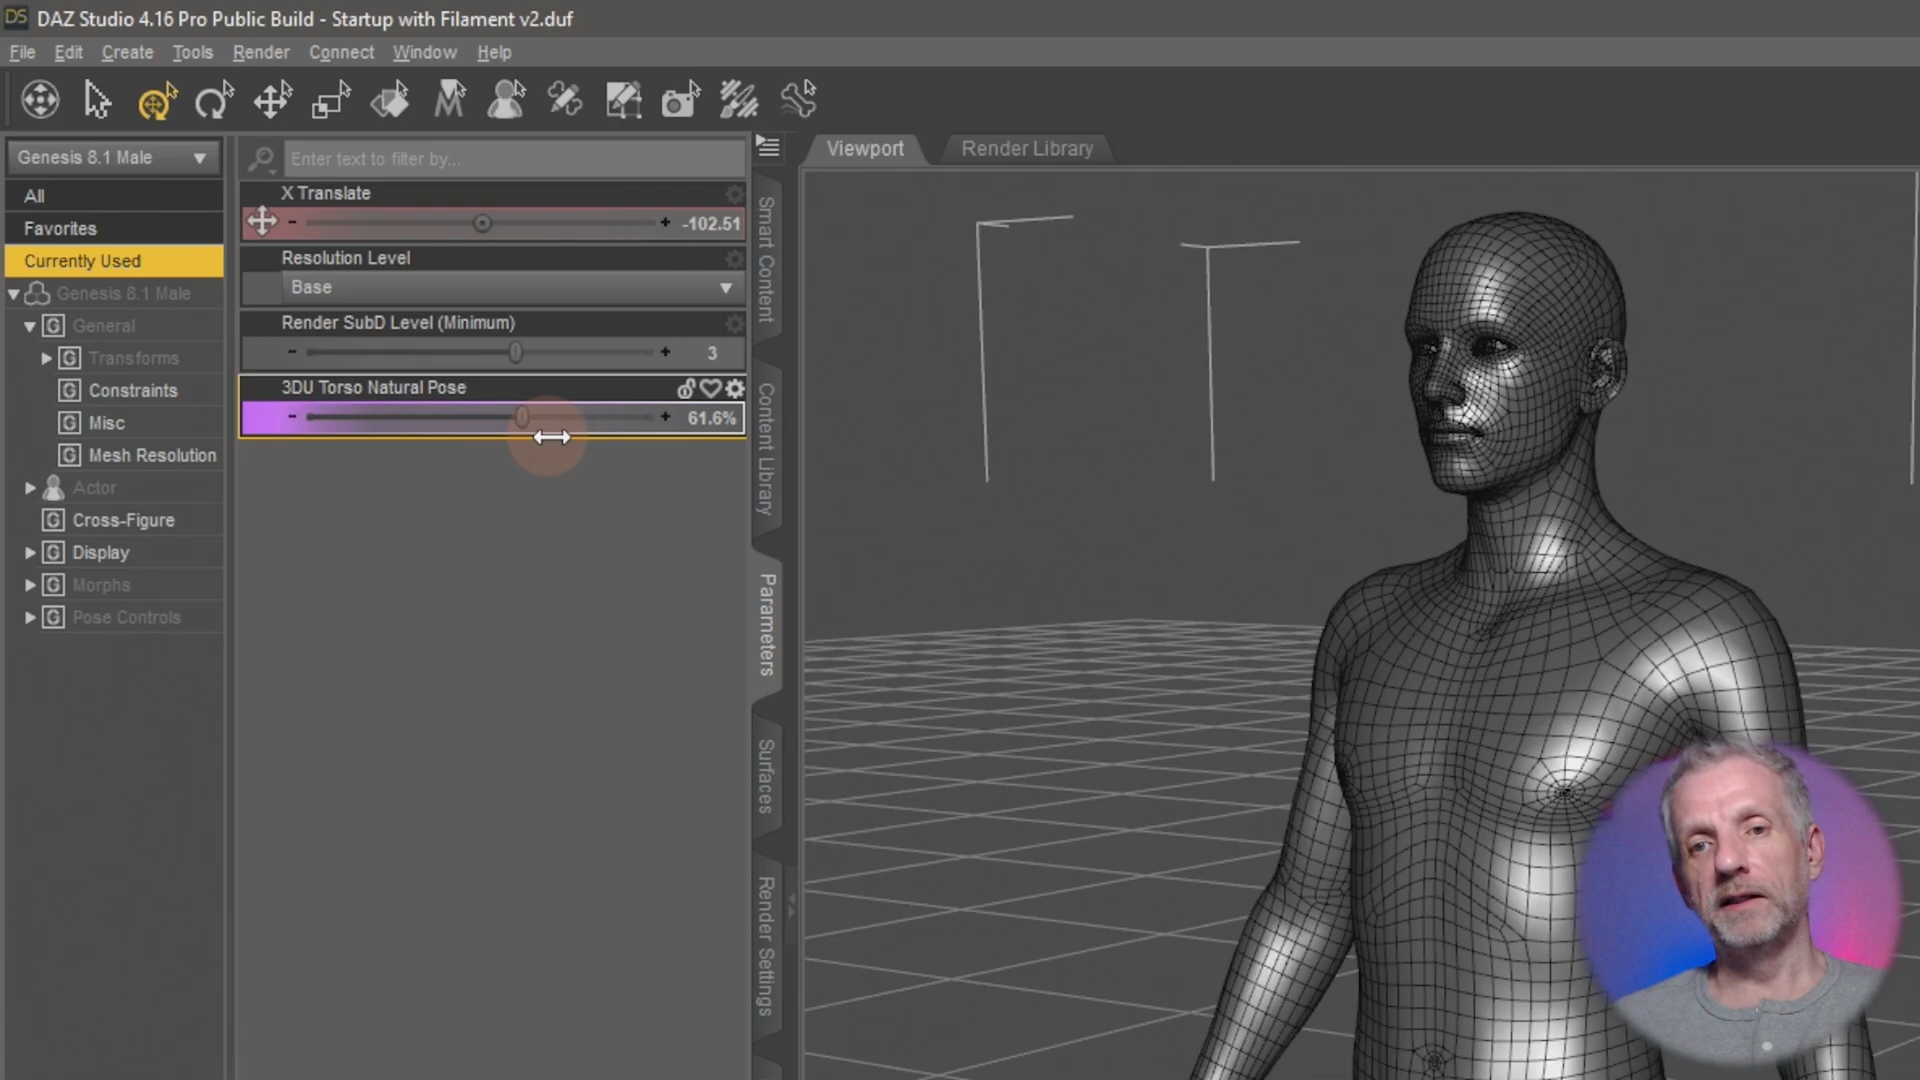 DS DAZ Studio 4.16 Pro Public Build - Startup with Filament v2.duf
File Edit Create Tools Render Connect Window Help
Genesis 8.1 Male
All
Favorites
Currently Used
Genesis 8.1 Male
G General
G Transforms
G Constraints
G Misc
G Mesh Resolution
Actor
G Cross-Figure
G Display
G Morphs
G Pose Controls
Enter text to filter by...
X Translate
- + -102.51
Resolution Level
Base
Render SubD Level (Minimum)
- + 3
3DU Torso Natural Pose
- + 61.6%
Smart Content
Content Library
Parameters
Surfaces
Render Settings
Viewport
Render Library